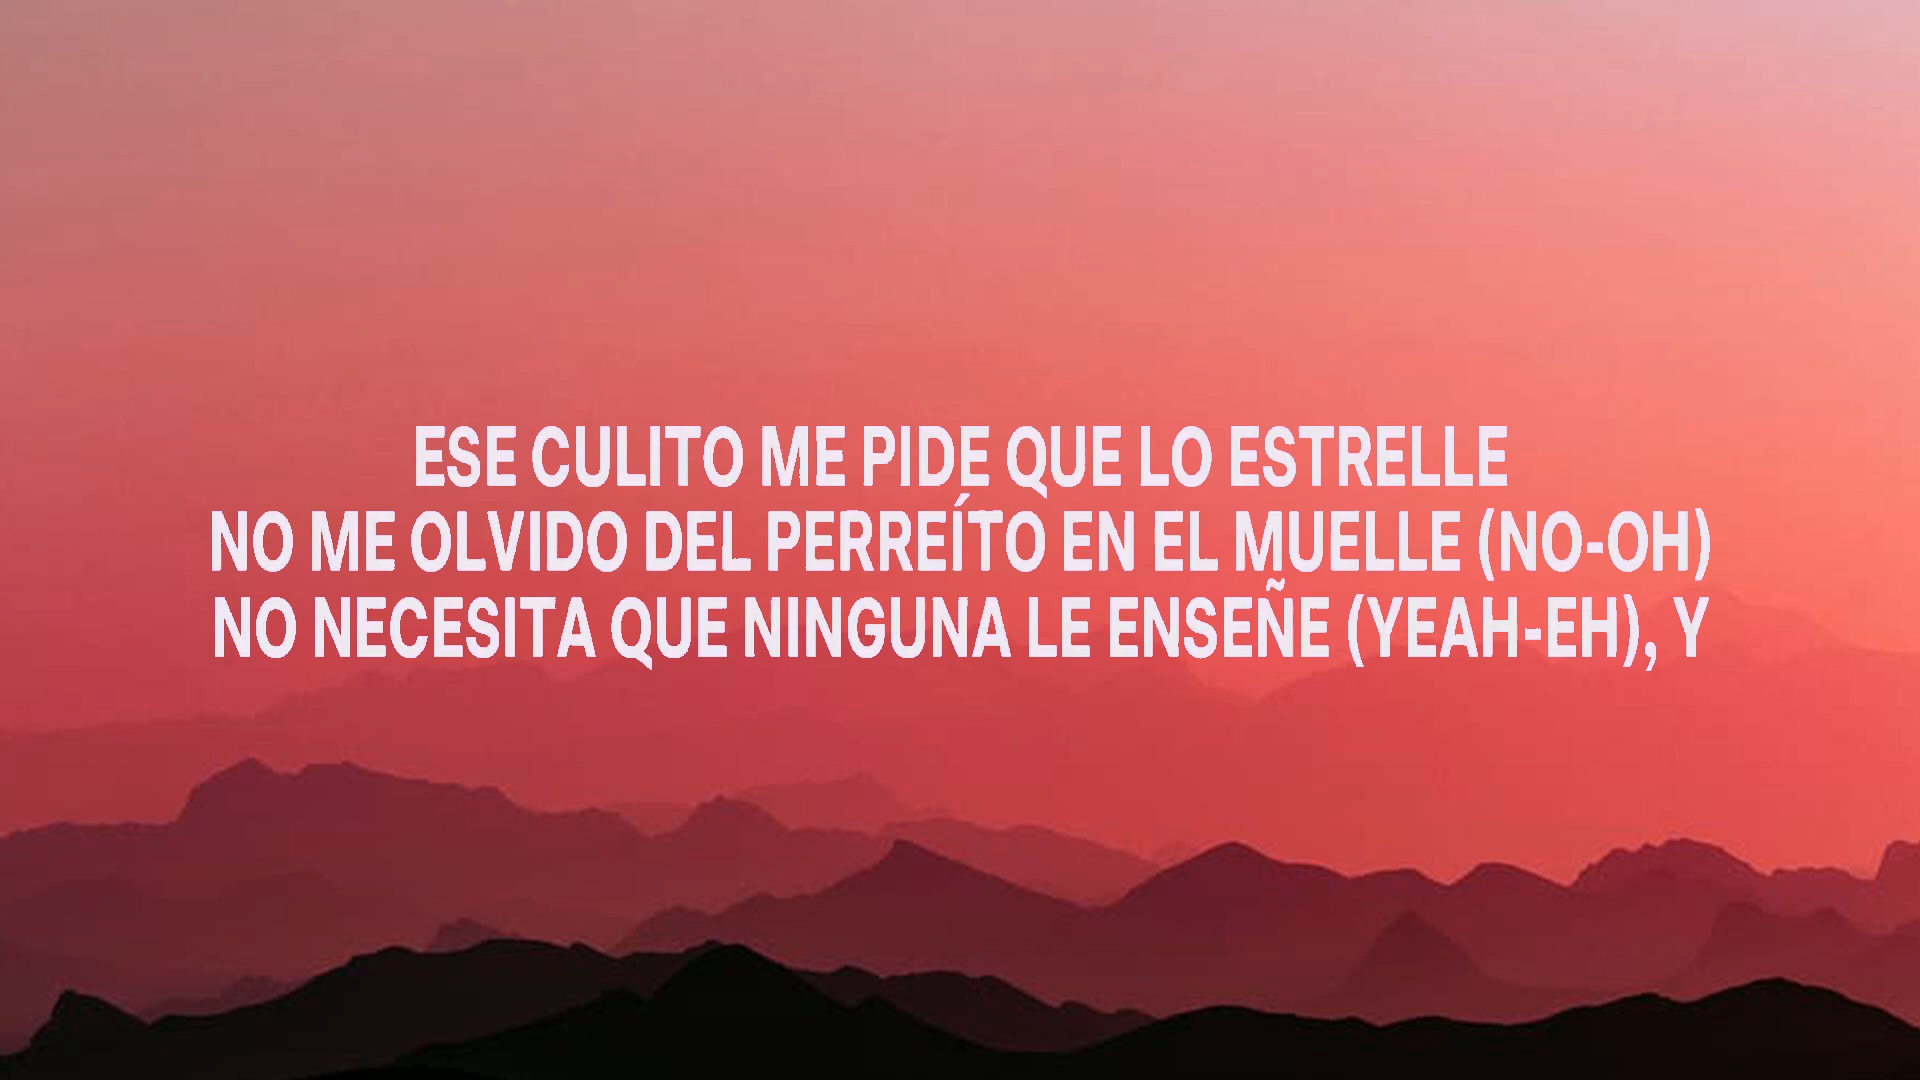 ESE CULITO ME PIDE QUE LO ESTRELLE
NO ME OLVIDO DEL PERREÍTO EN EL MUELLE (NO-OH)
NO NECESITA QUE NINGUNA LE ENSEÑE (YEAH-EH), Y